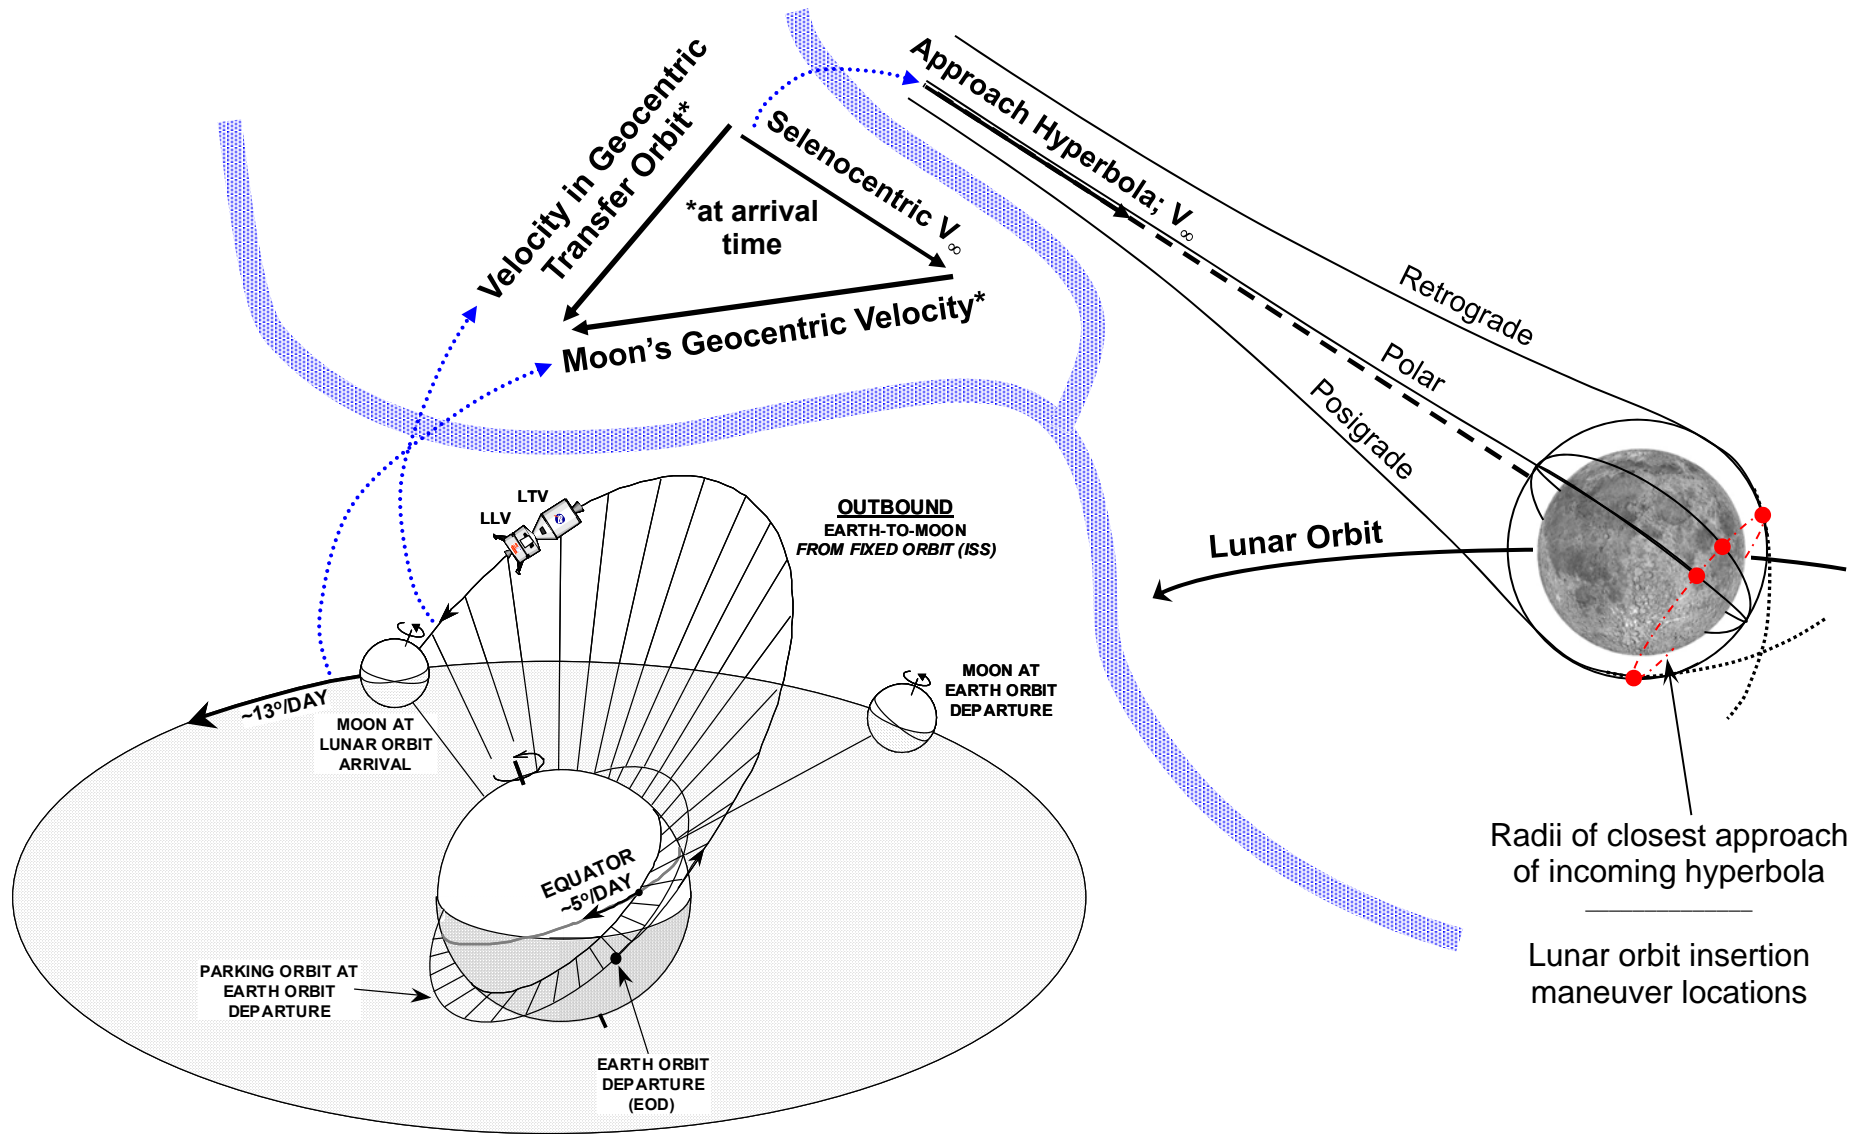 Velocity in Geocentric
Transfer Orbit*
Selenocentric V∞
*at arrival
time
Moon's Geocentric Velocity*
Approach Hyperbola; V∞
Retrograde
Polar
Posigrade
Lunar Orbit
LTV
LLV
OUTBOUND
EARTH-TO-MOON
FROM FIXED ORBIT (ISS)
~13º/DAY
MOON AT
LUNAR ORBIT
ARRIVAL
MOON AT
EARTH ORBIT
DEPARTURE
EQUATOR
~5º/DAY
PARKING ORBIT AT
EARTH ORBIT
DEPARTURE
EARTH ORBIT
DEPARTURE
(EOD)
Radii of closest approach
of incoming hyperbola
Lunar orbit insertion
maneuver locations